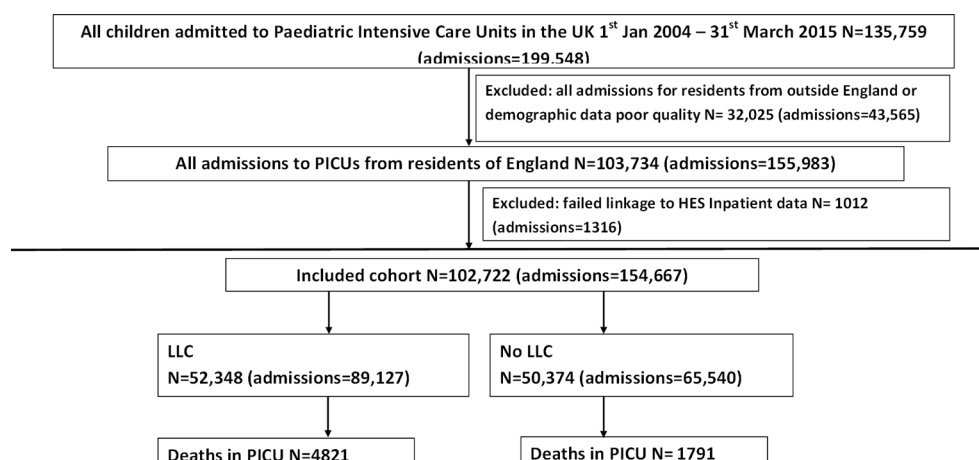 All children admitted to Paediatric Intensive Care Units in the UK 1st Jan 2004 – 31st March 2015 N=135,759
(admissions=199,548)
Excluded: all admissions for residents from outside England or
demographic data poor quality N= 32,025 (admissions=43,565)
All admissions to PICUs from residents of England N=103,734 (admissions=155,983)
Excluded: failed linkage to HES Inpatient data N= 1012
(admissions=1316)
Included cohort N=102,722 (admissions=154,667)
LLC
N=52,348 (admissions=89,127)
No LLC
N=50,374 (admissions=65,540)
Deaths in PICU N=4821
Deaths in PICU N= 1791